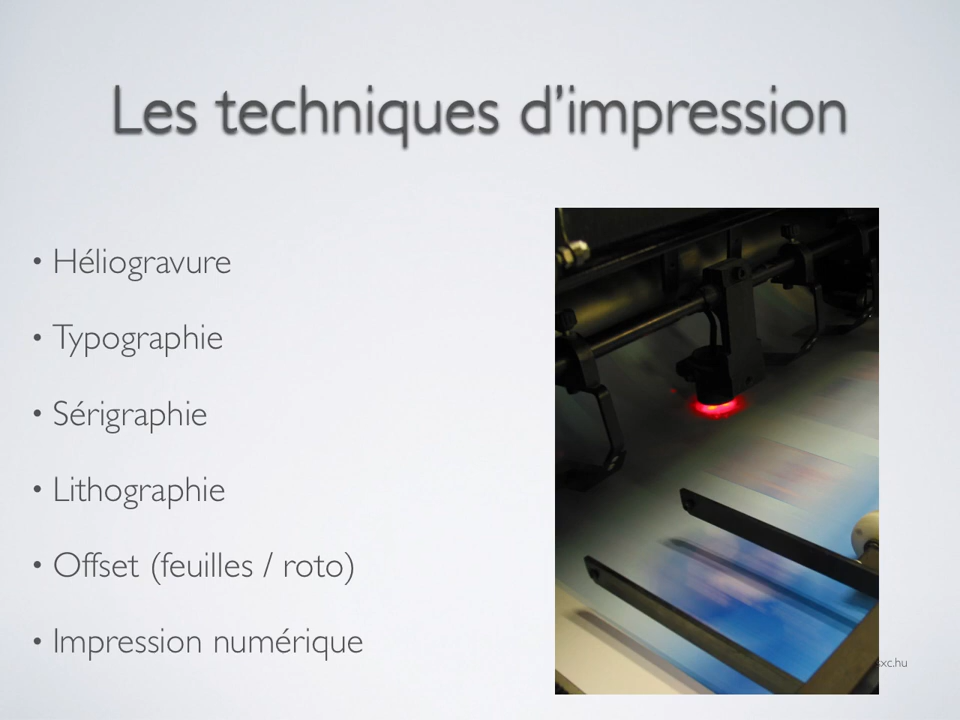 Les techniques d’impression
• Héliogravure
• Typographie
• Sérigraphie
• Lithographie
• Offset (feuilles / roto)
• Impression numérique